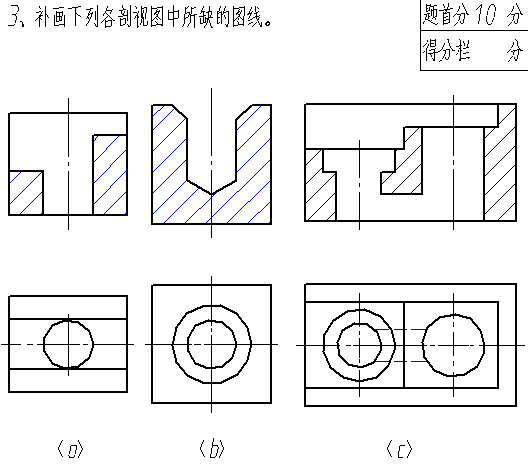 3、补画下列各剖视图中所缺的图线。
题首分 10 分
得分栏 分
〈a〉 〈b〉 〈c〉